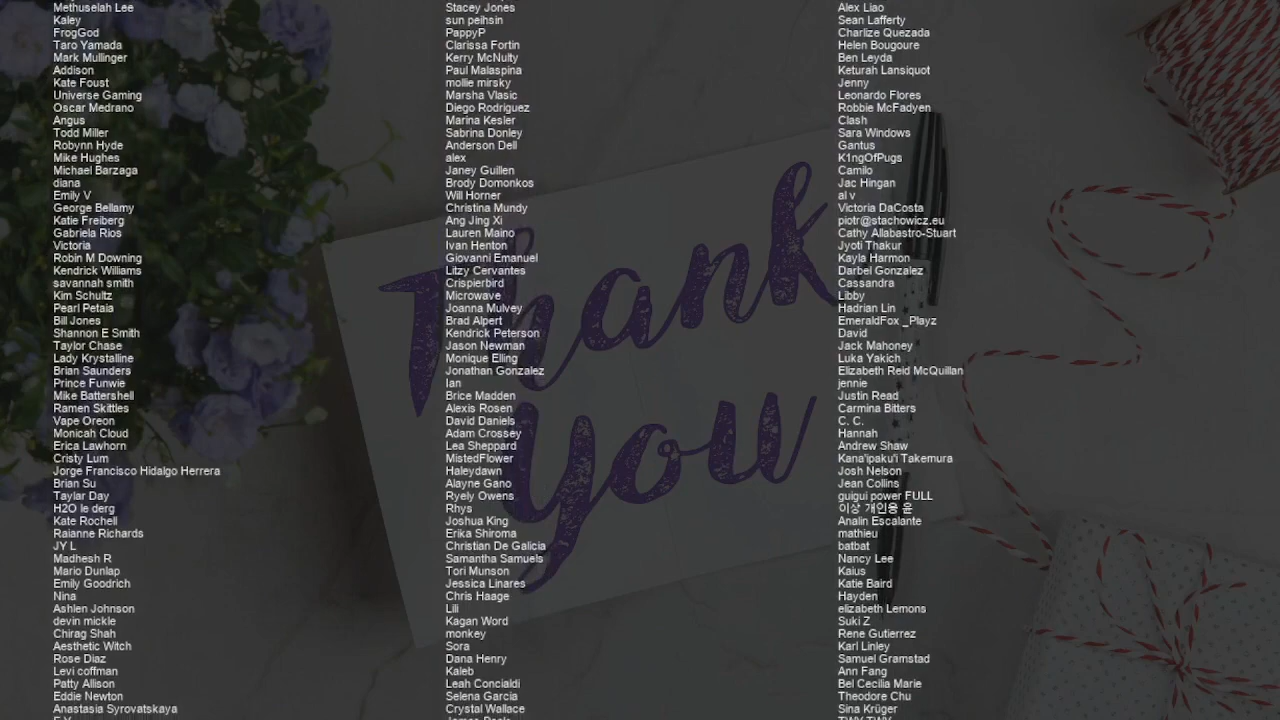 Methuselah Lee
Kaley
FrogGod
Taro Yamada
Mark Mullinger
Addison
Kate Foust
Universe Gaming
Oscar Medrano
Angus
Todd Miller
Robynn Hyde
Mike Hughes
Michael Barzaga
diana
Emily V
George Bellamy
Katie Freiberg
Gabriela Rios
Victoria
Robin M Downing
Kendrick Williams
savannah smith
Kim Schultz
Pearl Petaia
Bill Jones
Shannon E Smith
Taylor Chase
Lady Krystalline
Brian Saunders
Prince Funwie
Mike Battershell
Ramen Skittles
Vape Oreon
Monicah Cloud
Erica Lawhorn
Cristy Lum
Jorge Francisco Hidalgo Herrera
Brian Su
Taylar Day
H2O le derg
Kate Rochell
Raianne Richards
JY L
Madhesh R
Mario Dunlap
Emily Goodrich
Nina
Ashlen Johnson
devin mickle
Chirag Shah
Aesthetic Witch
Rose Diaz
Levi coffman
Patty Allison
Eddie Newton
Anastasia Syrovatskaya
Stacey Jones
sun peihsin
PappyP
Clarissa Fortin
Kerry McNulty
Paul Malaspina
mollie mirsky
Marsha Vlasic
Diego Rodriguez
Marina Kesler
Sabrina Donley
Anderson Dell
alex
Janey Guillen
Brody Domonkos
Will Horner
Christina Mundy
Ang Jing Xi
Lauren Maino
Ivan Henton
Giovanni Emanuel
Litzy Cervantes
Crispierbird
Microwave
Joanna Mulvey
Brad Alpert
Kendrick Peterson
Jason Newman
Monique Eling
Jonathan Gonzalez
Ian
Brice Madden
Alexis Rosen
David Daniels
Adam Crossey
Lea Sheppard
MistedFlower
Haleydawn
Alayne Gano
Ryely Owens
Rhys
Joshua King
Erika Shiroma
Christian De Galicia
Samantha Samuels
Tori Munson
Jessica Linares
Chris Haage
Lili
Kagan Word
monkey
Sora
Dana Henry
Kaleb
Leah Concialdi
Selena Garcia
Crystal Wallace
Alex Liao
Sean Lafferty
Charlize Quezada
Helen Bougoure
Ben Leyda
Keturah Lansiquot
Jenny
Leonardo Flores
Robbie McFadyen
Clash
Sara Windows
Gantus
K1ngOfPugs
Camilo
Jac Hingan
al v
Victoria DaCosta
piotr@stachowicz.eu
Cathy Allabastro-Stuart
Jyoti Thakur
Kayla Harmon
Darbel Gonzalez
Cassandra
Libby
Hadrian Lin
EmeraldFox _Playz
David
Jack Mahoney
Luka Yakich
Elizabeth Reid McQuillan
jennie
Justin Read
Carmina Bitters
C. C.
Hannah
Andrew Shaw
Kana'ipaku'i Takemura
Josh Nelson
Jean Collins
guigui power FULL
이상 개인용 윤
Analin Escalante
mathieu
batbat
Nancy Lee
Kaius
Katie Baird
Hayden
elizabeth Lemons
Suki Z
Rene Gutierrez
Karl Linley
Samuel Gramstad
Ann Fang
Bel Cecilia Marie
Theodore Chu
Sina Krüger
Thank
you